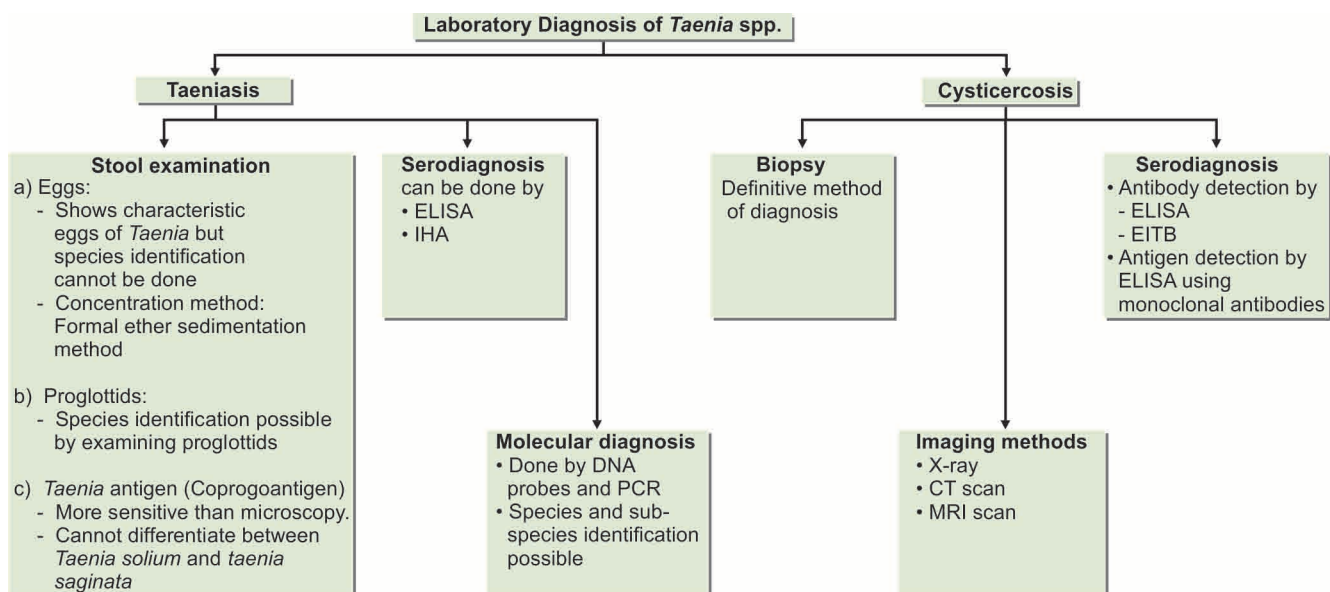 Laboratory Diagnosis of Taenia spp.
Taeniasis
Cysticercosis
Stool examination
a) Eggs:
- Shows characteristic
eggs of Taenia but
species identification
cannot be done
- Concentration method:
Formal ether sedimentation
method
b) Proglottids:
- Species identification possible
by examining proglottids
c) Taenia antigen (Coprogoantigen)
- More sensitive than microscopy.
- Cannot differentiate between
Taenia solium and taenia
saginata
Serodiagnosis
can be done by
• ELISA
• IHA
Molecular diagnosis
• Done by DNA
probes and PCR
• Species and sub-
species identification
possible
Biopsy
Definitive method
of diagnosis
Imaging methods
• X-ray
• CT scan
• MRI scan
Serodiagnosis
• Antibody detection by
- ELISA
- EITB
• Antigen detection by
ELISA using
monoclonal antibodies